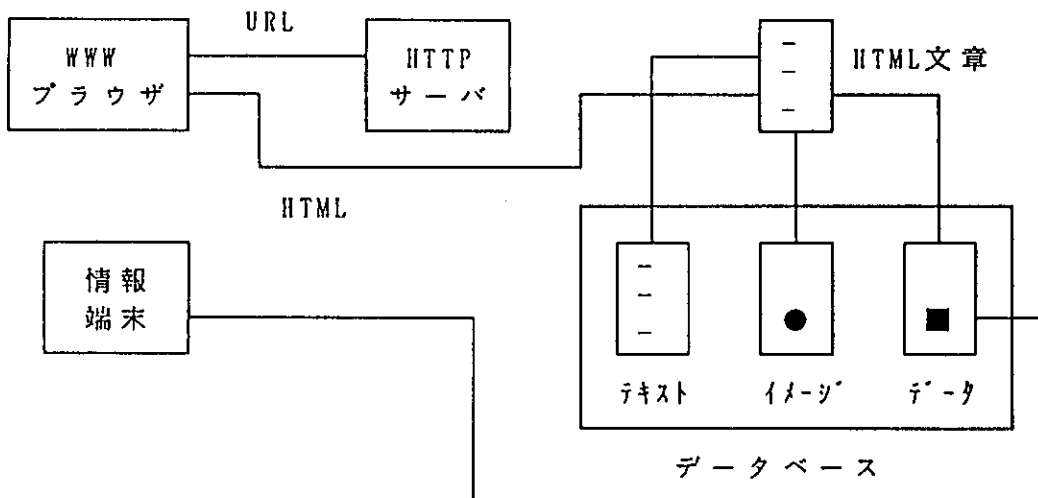 URL
WWW
ブラウザ
HTTP
サーバ
HTML文章
HTML
情報
端末
テキスト
イメージ
データ
データベース